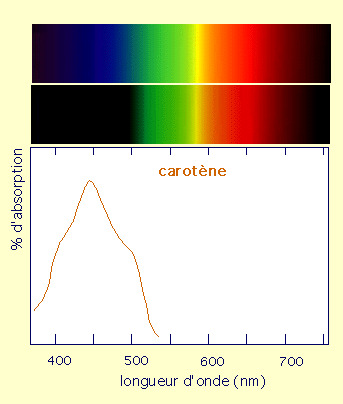 carotène
% d'absorption
400 500 600 700
longueur d'onde (nm)